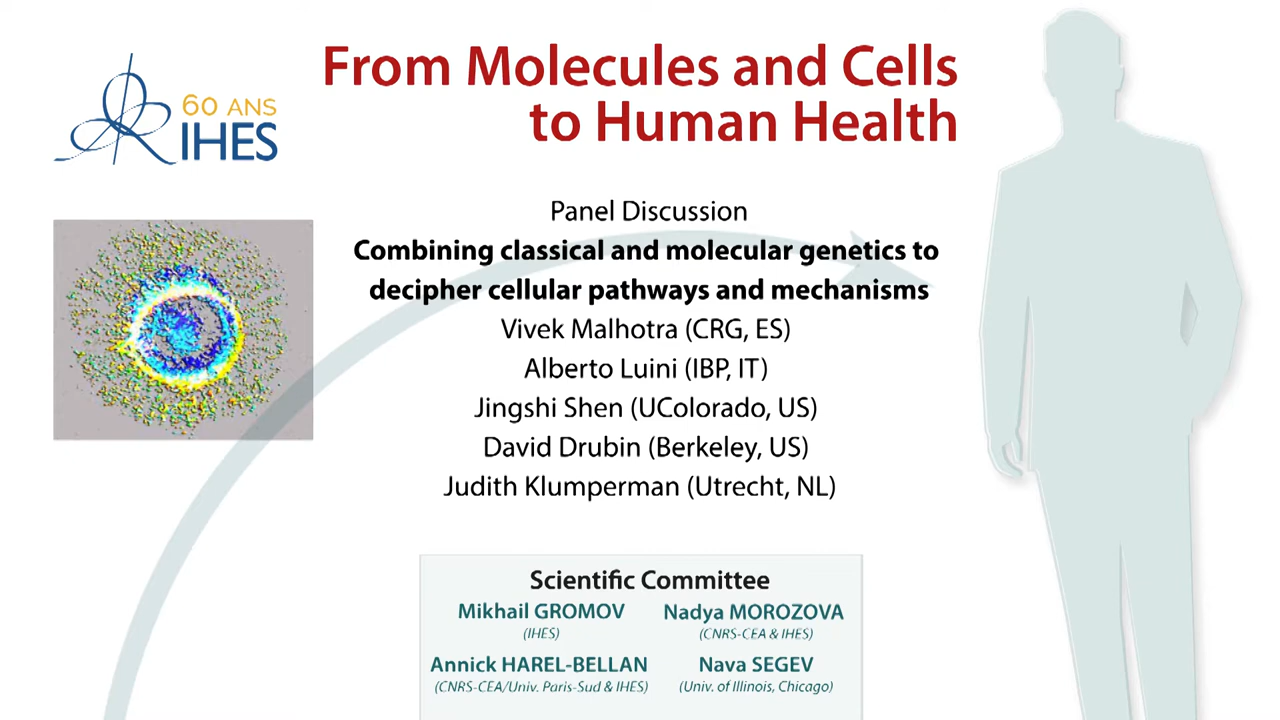 60 ANS
IHES
From Molecules and Cells
to Human Health
Panel Discussion
Combining classical and molecular genetics to
decipher cellular pathways and mechanisms
Vivek Malhotra (CRG, ES)
Alberto Luini (IBP, IT)
Jingshi Shen (UColorado, US)
David Drubin (Berkeley, US)
Judith Klumperman (Utrecht, NL)
Scientific Committee
Mikhail GROMOV
(IHES)
Nadya MOROZOVA
(CNRS-CEA & IHES)
Annick HAREL-BELLAN
(CNRS-CEA/Univ. Paris-Sud & IHES)
Nava SEGEV
(Univ. of Illinois, Chicago)